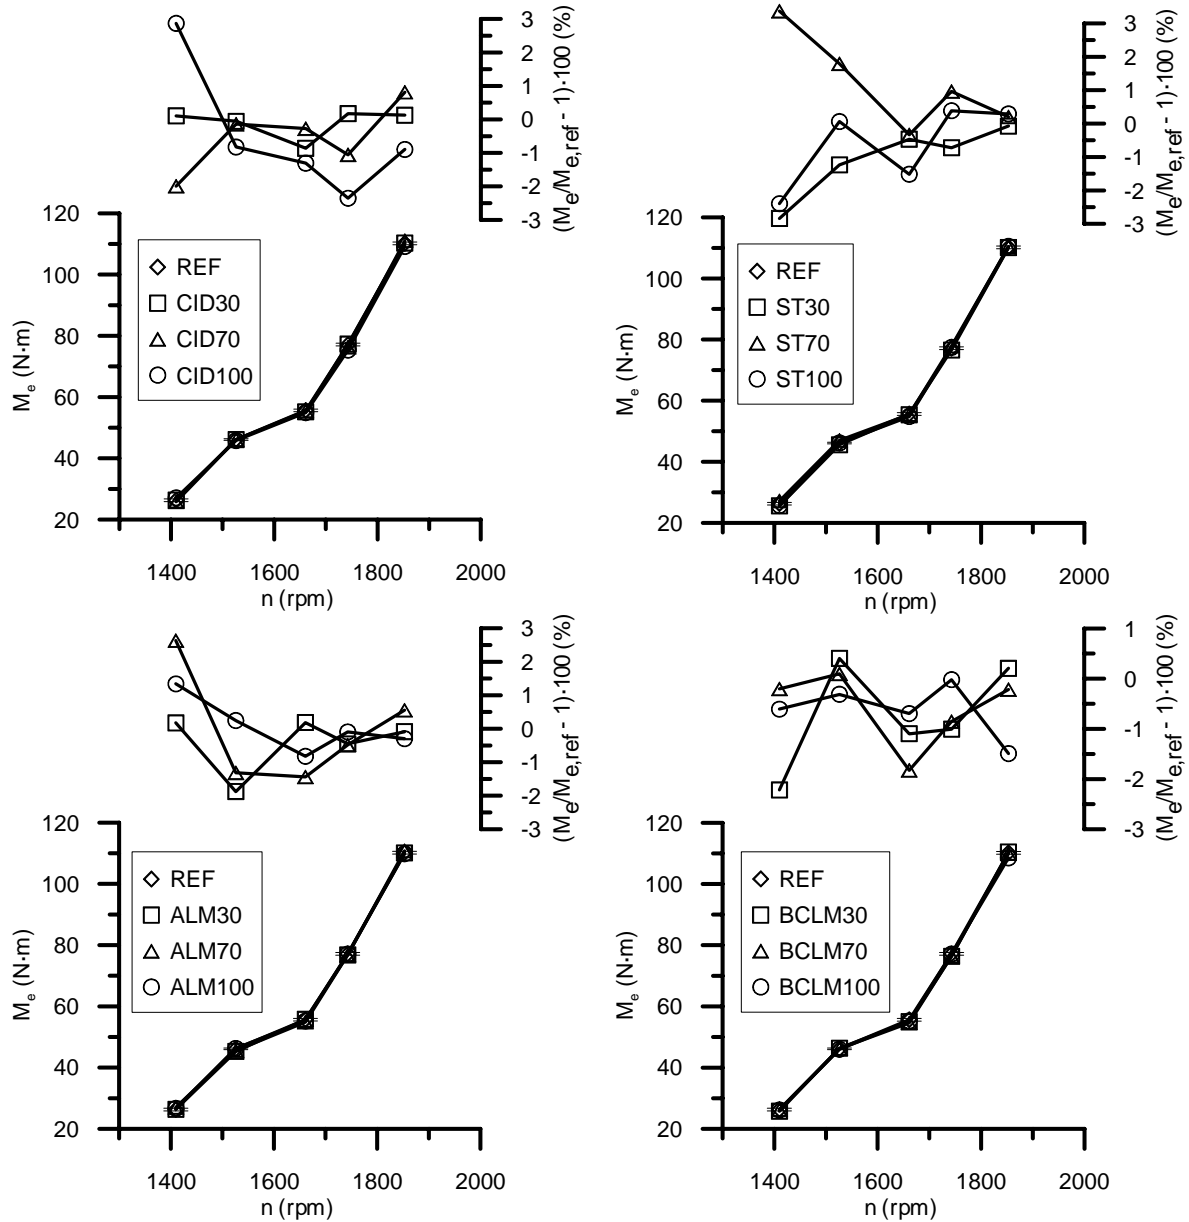 3
2
1
0
-1
-2
-3
(Me/Me,ref - 1)·100 (%)
120
100
80
60
40
20
Me (N·m)
REF
CID30
CID70
CID100
1400 1600 1800 2000
n (rpm)
3
2
1
0
-1
-2
-3
(Me/Me,ref - 1)·100 (%)
120
100
80
60
40
20
Me (N·m)
REF
ST30
ST70
ST100
1400 1600 1800 2000
n (rpm)
3
2
1
0
-1
-2
-3
(Me/Me,ref - 1)·100 (%)
120
100
80
60
40
20
Me (N·m)
REF
ALM30
ALM70
ALM100
1400 1600 1800 2000
n (rpm)
1
0
-1
-2
-3
(Me/Me,ref - 1)·100 (%)
120
100
80
60
40
20
Me (N·m)
REF
BCLM30
BCLM70
BCLM100
1400 1600 1800 2000
n (rpm)